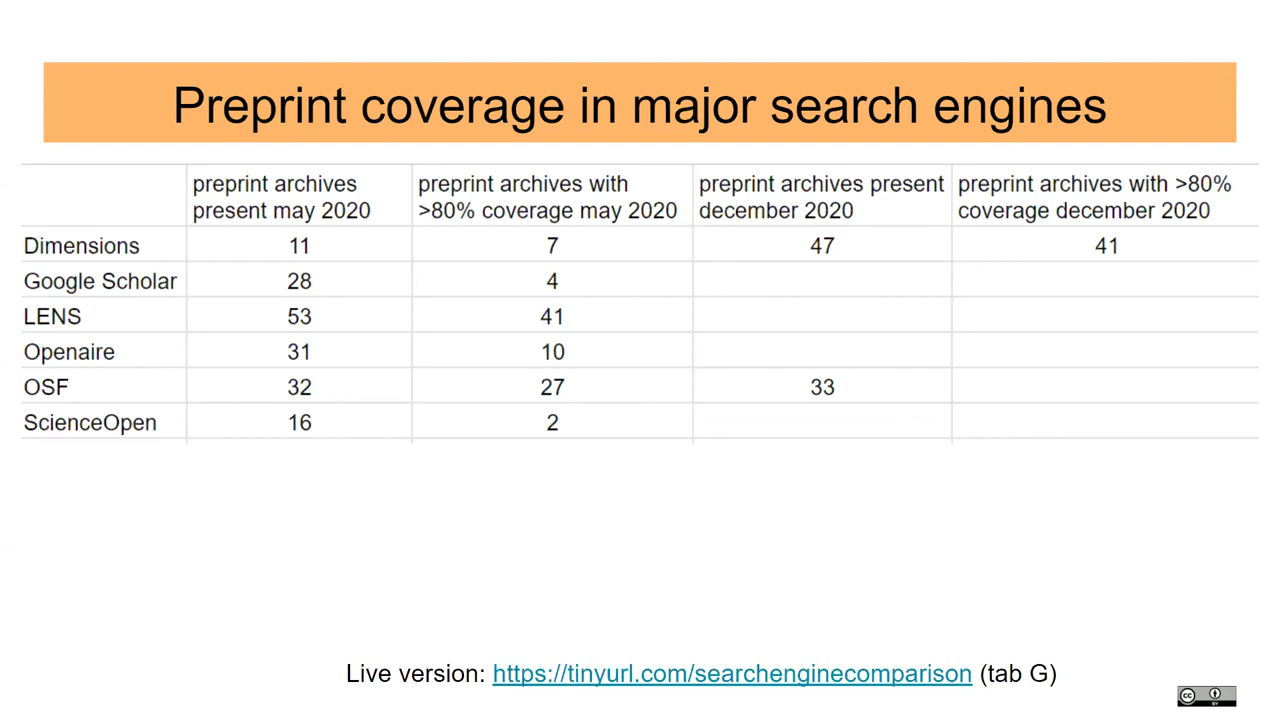 Preprint coverage in major search engines
preprint archives present may 2020 preprint archives with >80% coverage may 2020 preprint archives present december 2020 preprint archives with >80% coverage december 2020
Dimensions 11 7 47 41
Google Scholar 28 4
LENS 53 41
Openaire 31 10
OSF 32 27 33
ScienceOpen 16 2
Live version: https://tinyurl.com/searchenginecomparison (tab G)
cc BY